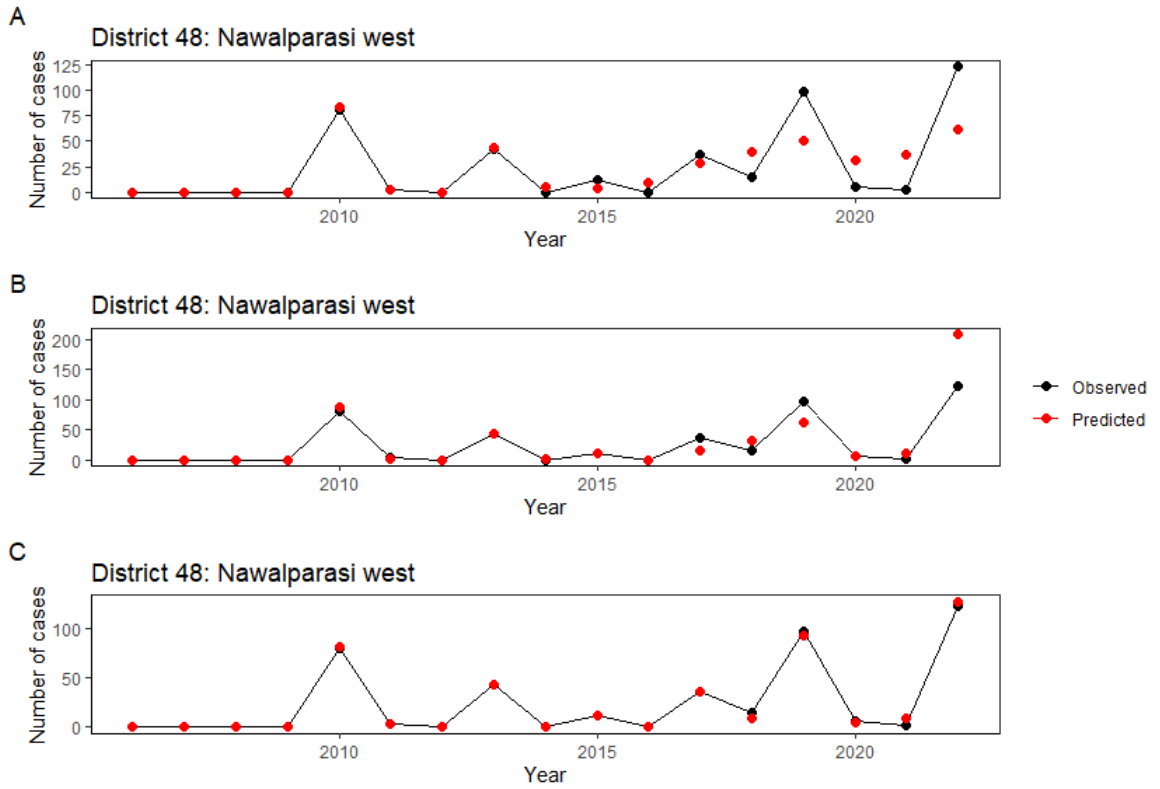 A
District 48: Nawalparasi west
Number of cases
125
100
75
50
25
0
2010
2015
2020
Year
B
District 48: Nawalparasi west
Number of cases
200
150
100
50
0
2010
2015
2020
Year
Observed
Predicted
C
District 48: Nawalparasi west
Number of cases
100
50
0
2010
2015
2020
Year